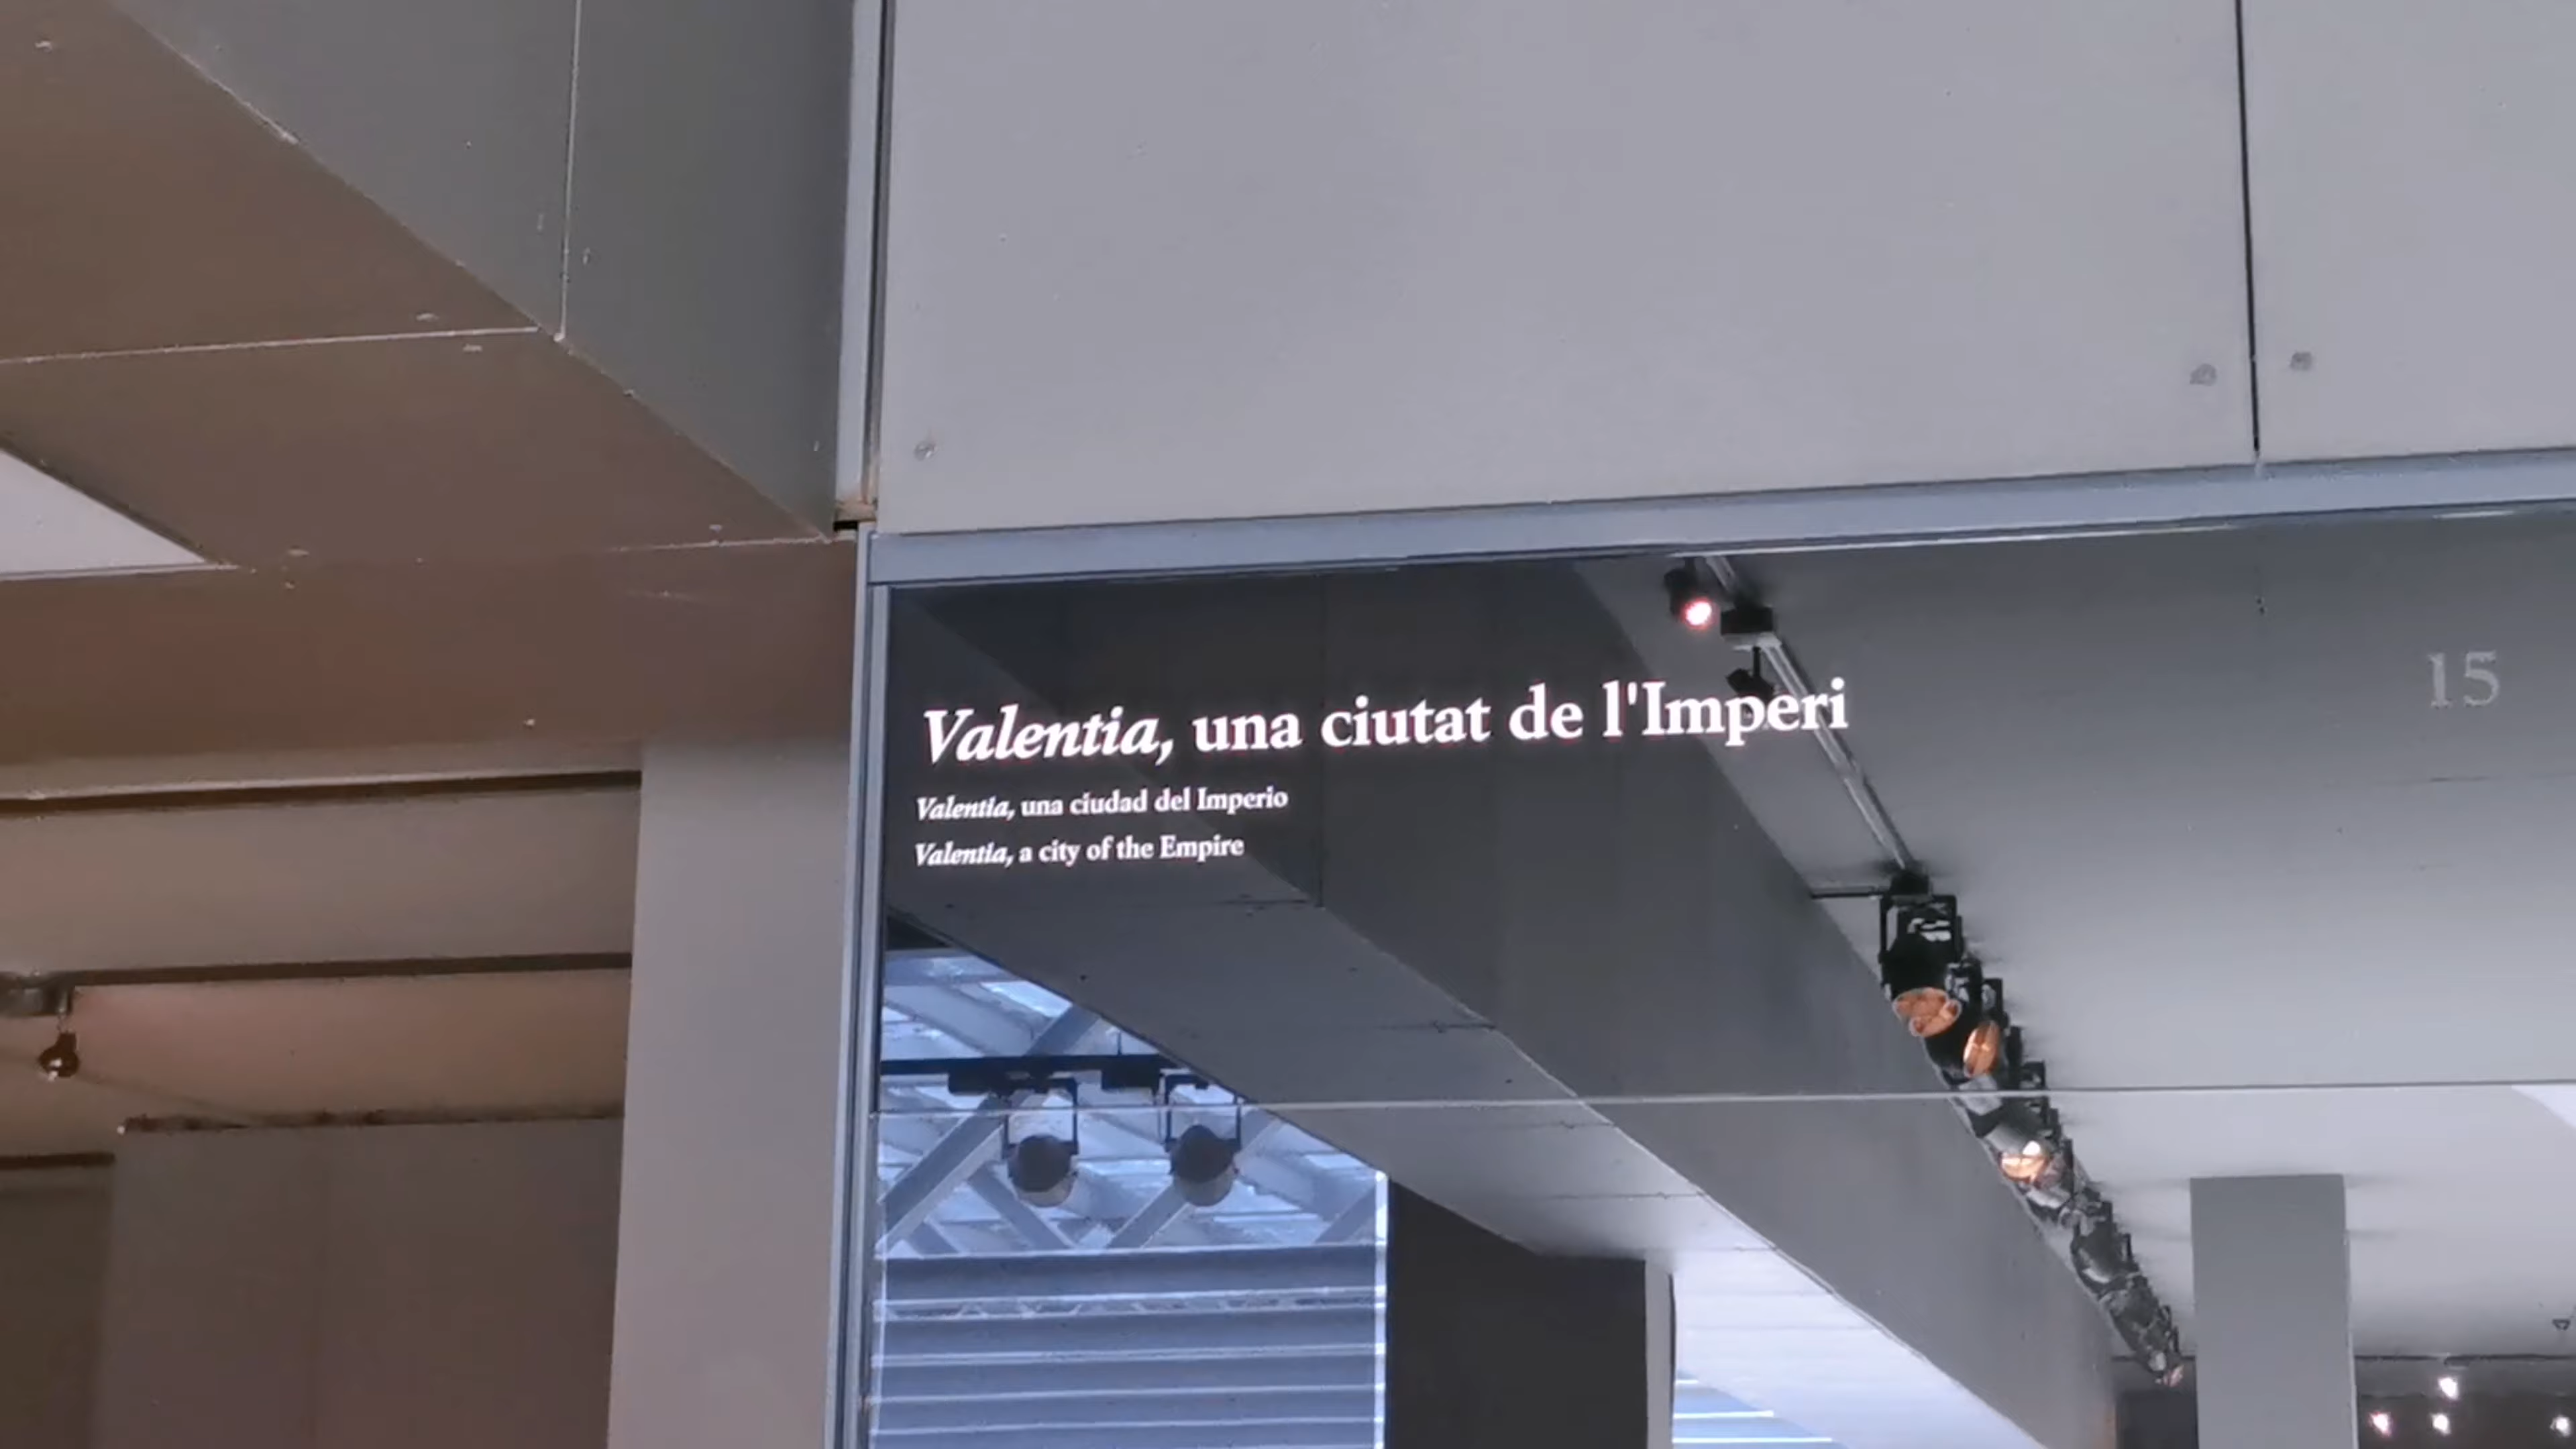 Valentia, una ciutat de l'Imperi
Valentia, una ciudad del Imperio
Valentia, a city of the Empire
15